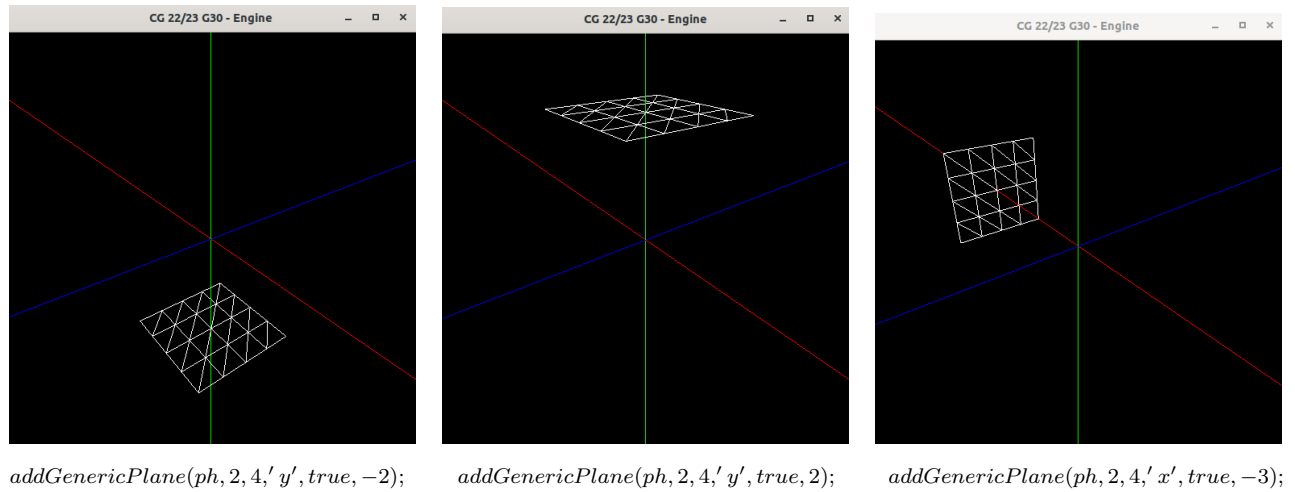 CG 22/23 G30 - Engine
CG 22/23 G30 - Engine
CG 22/23 G30 - Engine
addGenericPlane(ph, 2, 4,′ y′, true, −2);
addGenericPlane(ph, 2, 4,′ y′, true, 2);
addGenericPlane(ph, 2, 4,′ x′, true, −3);